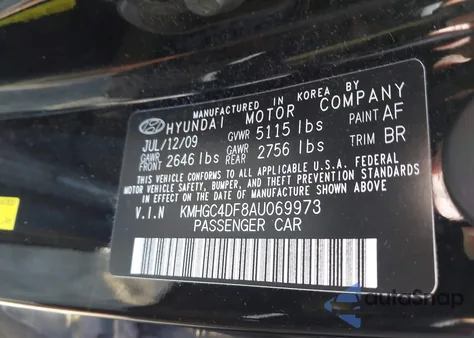 MANUFACTURED IN KOREA BY
HYUNDAI MOTOR COMPANY
JUL/12/09 GVWR 5115 lbs PAINT AF
GAWR FRONT 2646 lbs GAWR REAR 2756 lbs TRIM BR
THIS VEHICLE CONFORMS TO ALL APPLICABLE U.S.A. FEDERAL
MOTOR VEHICLE SAFETY, BUMPER, AND THEFT PREVENTION
STANDARDS IN EFFECT ON THE DATE OF MANUFACTURE SHOWN ABOVE.
V.I.N KMHGC4DF8AU069973
PASSENGER CAR
autoSnap